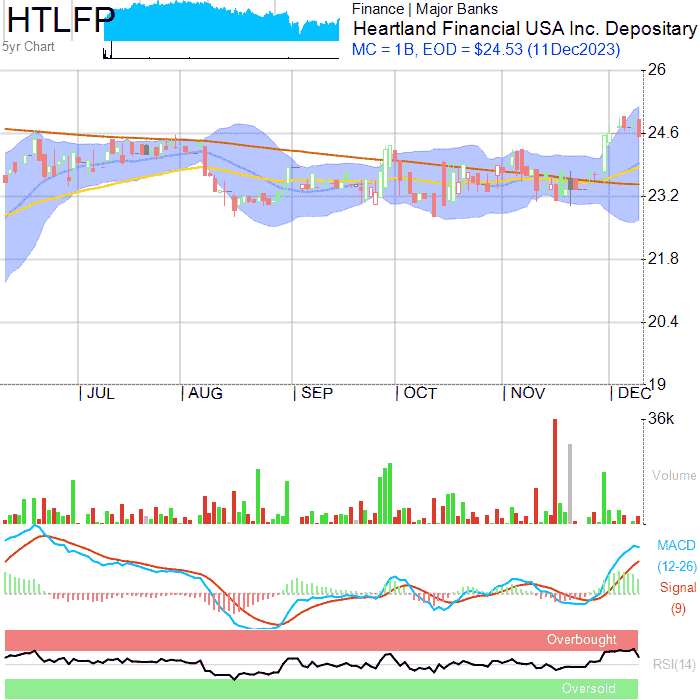 HTLFP
5yr Chart
Finance | Major Banks
Heartland Financial USA Inc. Depositary
MC = 1B, EOD = $24.53 (11Dec2023)
26
24.6
23.2
21.8
20.4
19
JUL
AUG
SEP
OCT
NOV
DEC
36k
Volume
MACD
(12-26)
Signal
(9)
Overbought
RSI(14)
Oversold